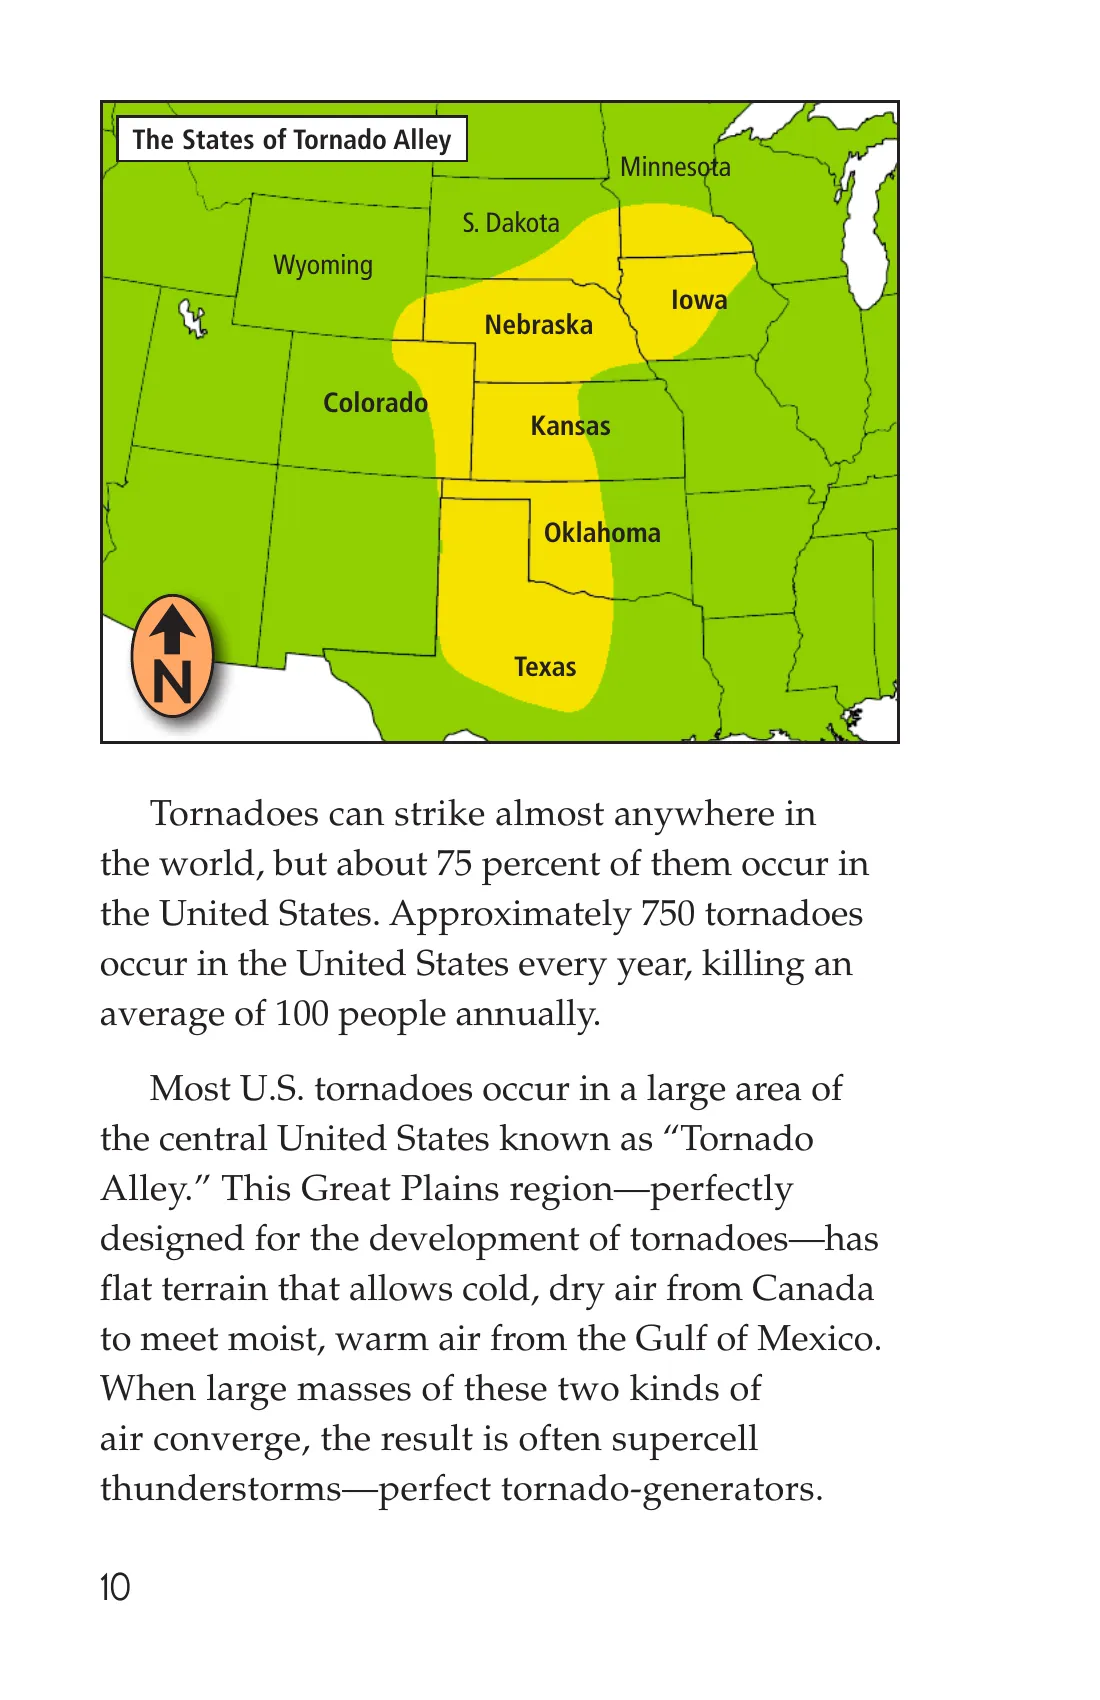 The States of Tornado Alley
Minnesota
S. Dakota
Wyoming
Iowa
Nebraska
Colorado
Kansas
Oklahoma
Texas
N
Tornadoes can strike almost anywhere in
the world, but about 75 percent of them occur in
the United States. Approximately 750 tornadoes
occur in the United States every year, killing an
average of 100 people annually.
Most U.S. tornadoes occur in a large area of
the central United States known as “Tornado
Alley.” This Great Plains region—perfectly
designed for the development of tornadoes—has
flat terrain that allows cold, dry air from Canada
to meet moist, warm air from the Gulf of Mexico.
When large masses of these two kinds of
air converge, the result is often supercell
thunderstorms—perfect tornado-generators.
10